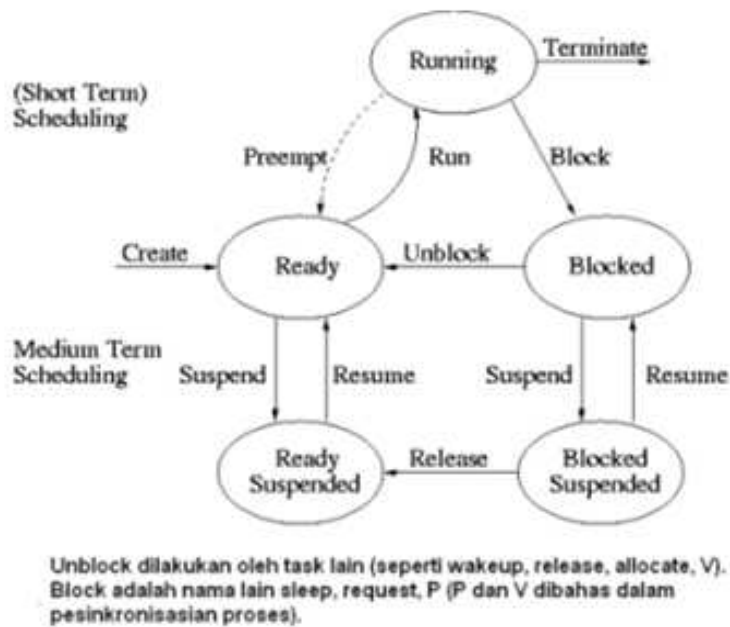 Running
Terminate
(Short Term)
Scheduling
Preempt
Run
Block
Create
Ready
Unblock
Blocked
Medium Term
Scheduling
Suspend
Resume
Suspend
Resume
Ready
Suspended
Release
Blocked
Suspended
Unblock dilakukan oleh task lain (seperti wakeup, release, allocate, V).
Block adalah nama lain sleep, request, P (P dan V dibahas dalam
pesinkronisasian proses).